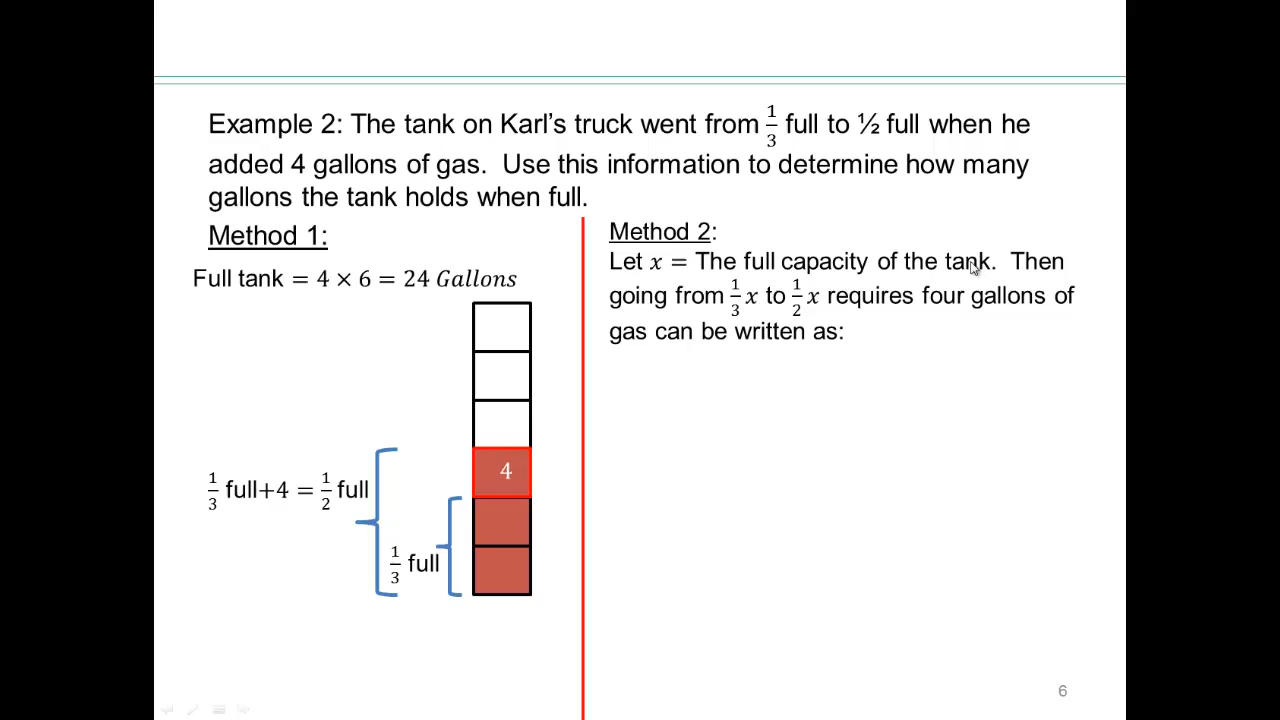 Example 2: The tank on Karl's truck went from 1/3 full to ½ full when he
added 4 gallons of gas. Use this information to determine how many
gallons the tank holds when full.
Method 1:
Full tank = 4 × 6 = 24 Gallons
4
1/3 full+4 = 1/2 full
1/3 full
Method 2:
Let x = The full capacity of the tank. Then
going from 1/3 x to 1/2 x requires four gallons of
gas can be written as:
6